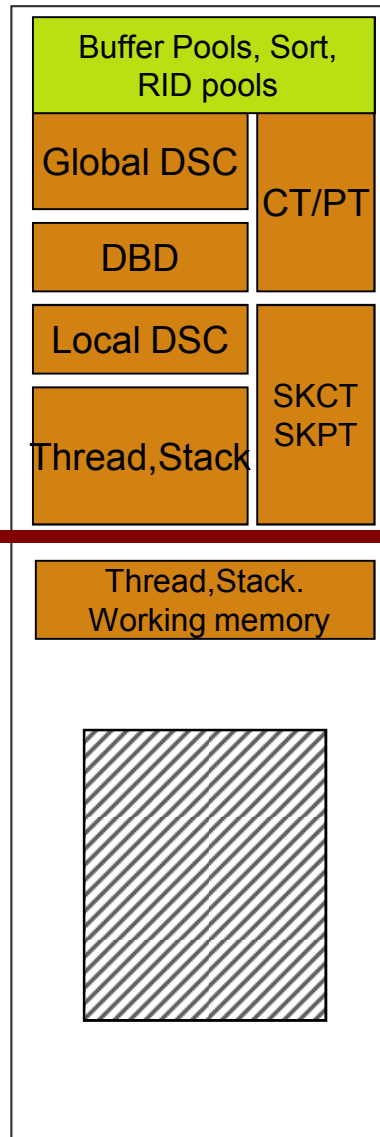 Buffer Pools, Sort,
RID pools
Global DSC
CT/PT
DBD
Local DSC
SKCT
SKPT
Thread,Stack
Thread,Stack.
Working memory